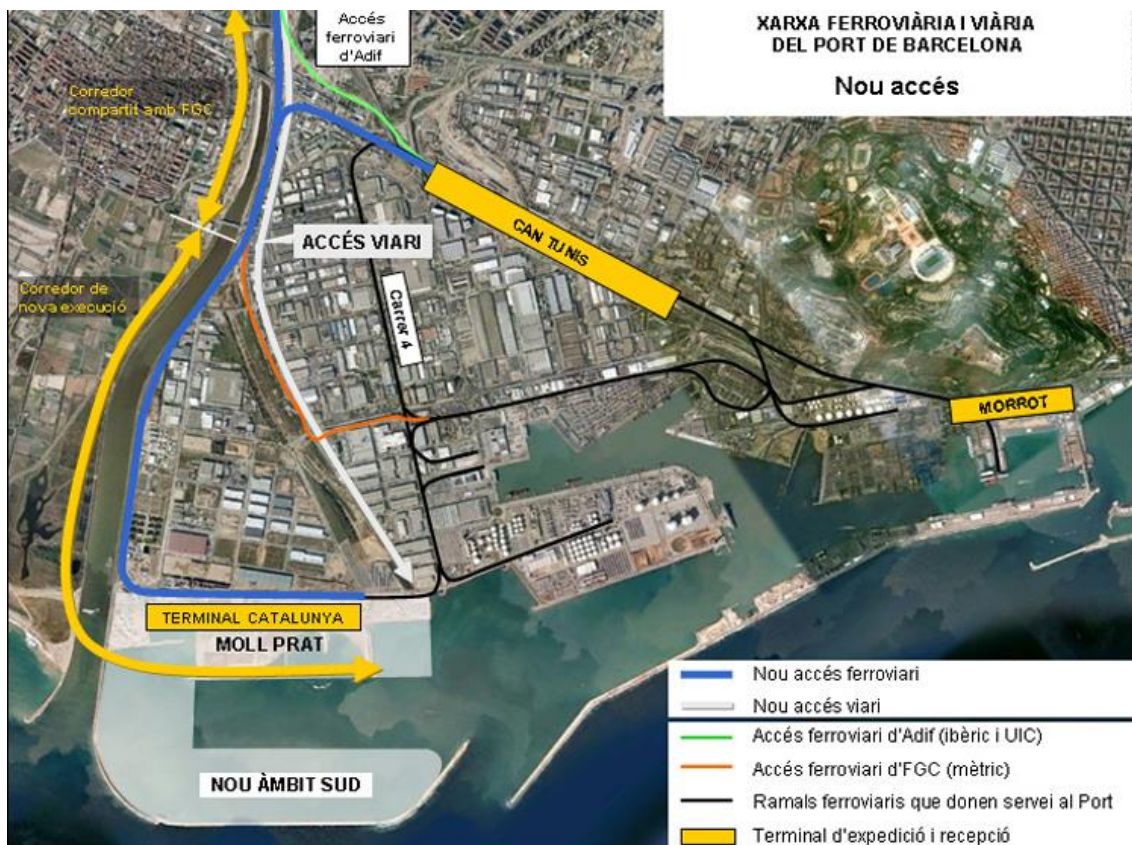 Accés
ferroviari
d'Adif
XARXA FERROVIÀRIA I VIÀRIA
DEL PORT DE BARCELONA
Nou accés
Corredor
compartit amb FGC
ACCÉS VIARI
CAN TUNIS
Corredor de
nova execució
Carrer 4
MORROT
TERMINAL CATALUNYA
MOLL PRAT
NOU ÀMBIT SUD
Nou accés ferroviari
Nou accés viari
Accés ferroviari d'Adif (ibèric i UIC)
Accés ferroviari d'FGC (mètric)
Ramals ferroviaris que donen servei al Port
Terminal d'expedició i recepció